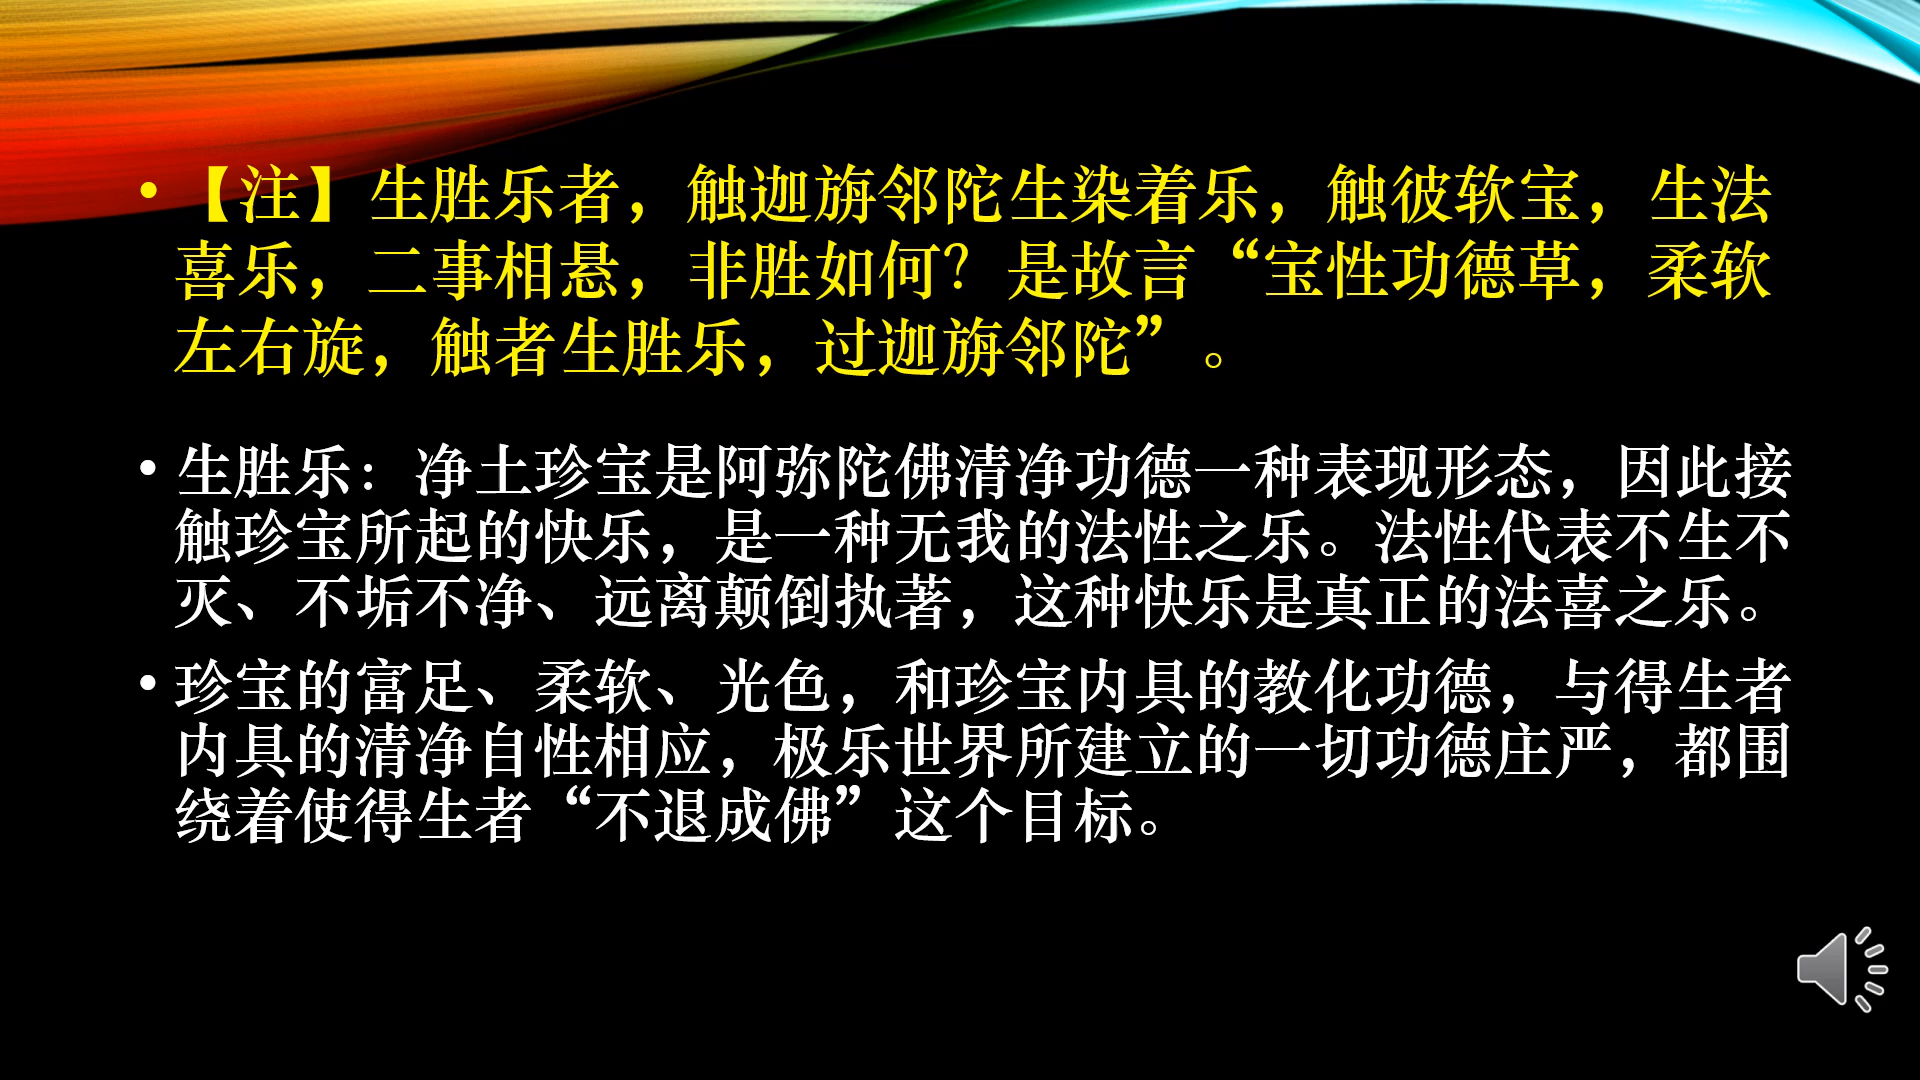 • 【注】生胜乐者，触迦旃邻陀生染着乐，触彼软宝，生法
喜乐，二事相悬，非胜如何？是故言“宝性功德草，柔软
左右旋，触者生胜乐，过迦旃邻陀”。
• 生胜乐：净土珍宝是阿弥陀佛清净功德一种表现形态，因此接
触珍宝所起的快乐，是一种无我的法性之乐。法性代表不生不
灭、不垢不净、远离颠倒执著，这种快乐是真正的法喜之乐。
• 珍宝的富足、柔软、光色，和珍宝内具的教化功德，与得生者
内具的清净自性相应，极乐世界所建立的一切功德庄严，都围
绕着使得生者“不退成佛”这个目标。